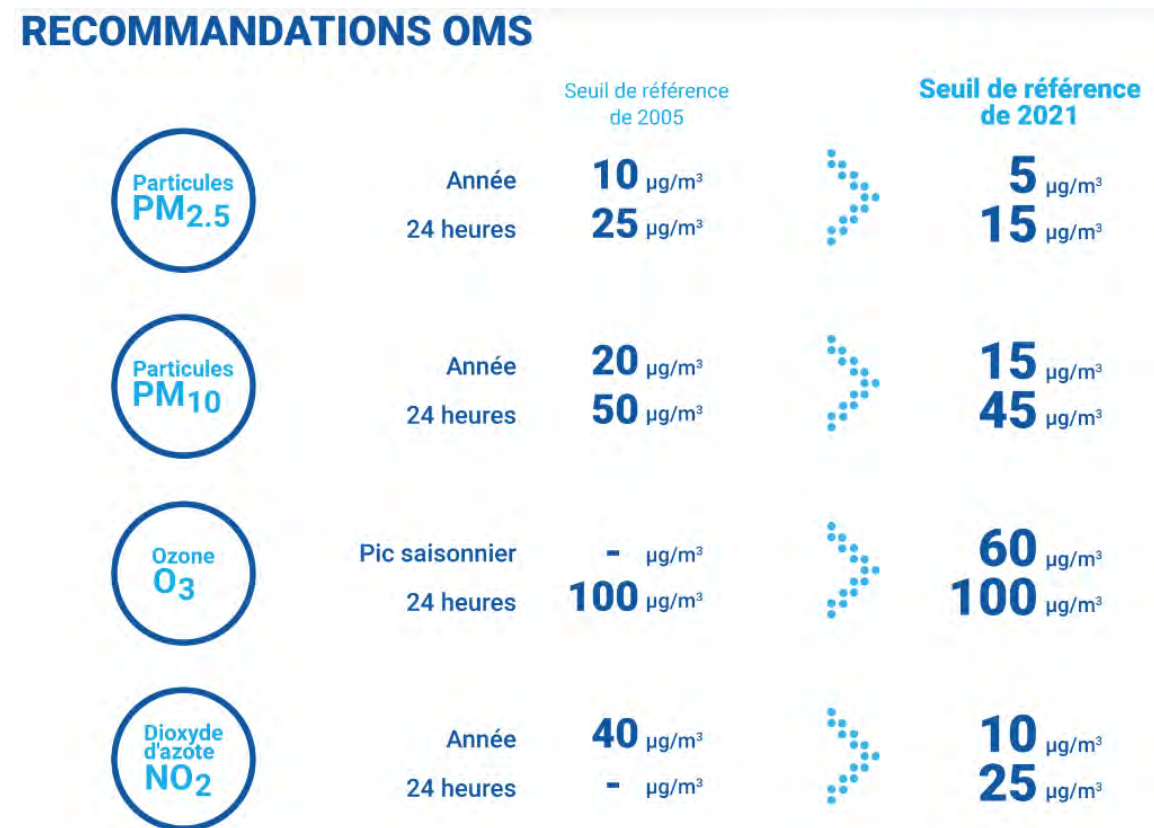 RECOMMANDATIONS OMS
Seuil de référence
de 2005
Seuil de référence
de 2021
Particules
PM2.5
Année 10 µg/m³ 5 µg/m³
24 heures 25 µg/m³ 15 µg/m³
Particules
PM10
Année 20 µg/m³ 15 µg/m³
24 heures 50 µg/m³ 45 µg/m³
Ozone
O3
Pic saisonnier - µg/m³ 60 µg/m³
24 heures 100 µg/m³ 100 µg/m³
Dioxyde
d'azote
NO2
Année 40 µg/m³ 10 µg/m³
24 heures - µg/m³ 25 µg/m³